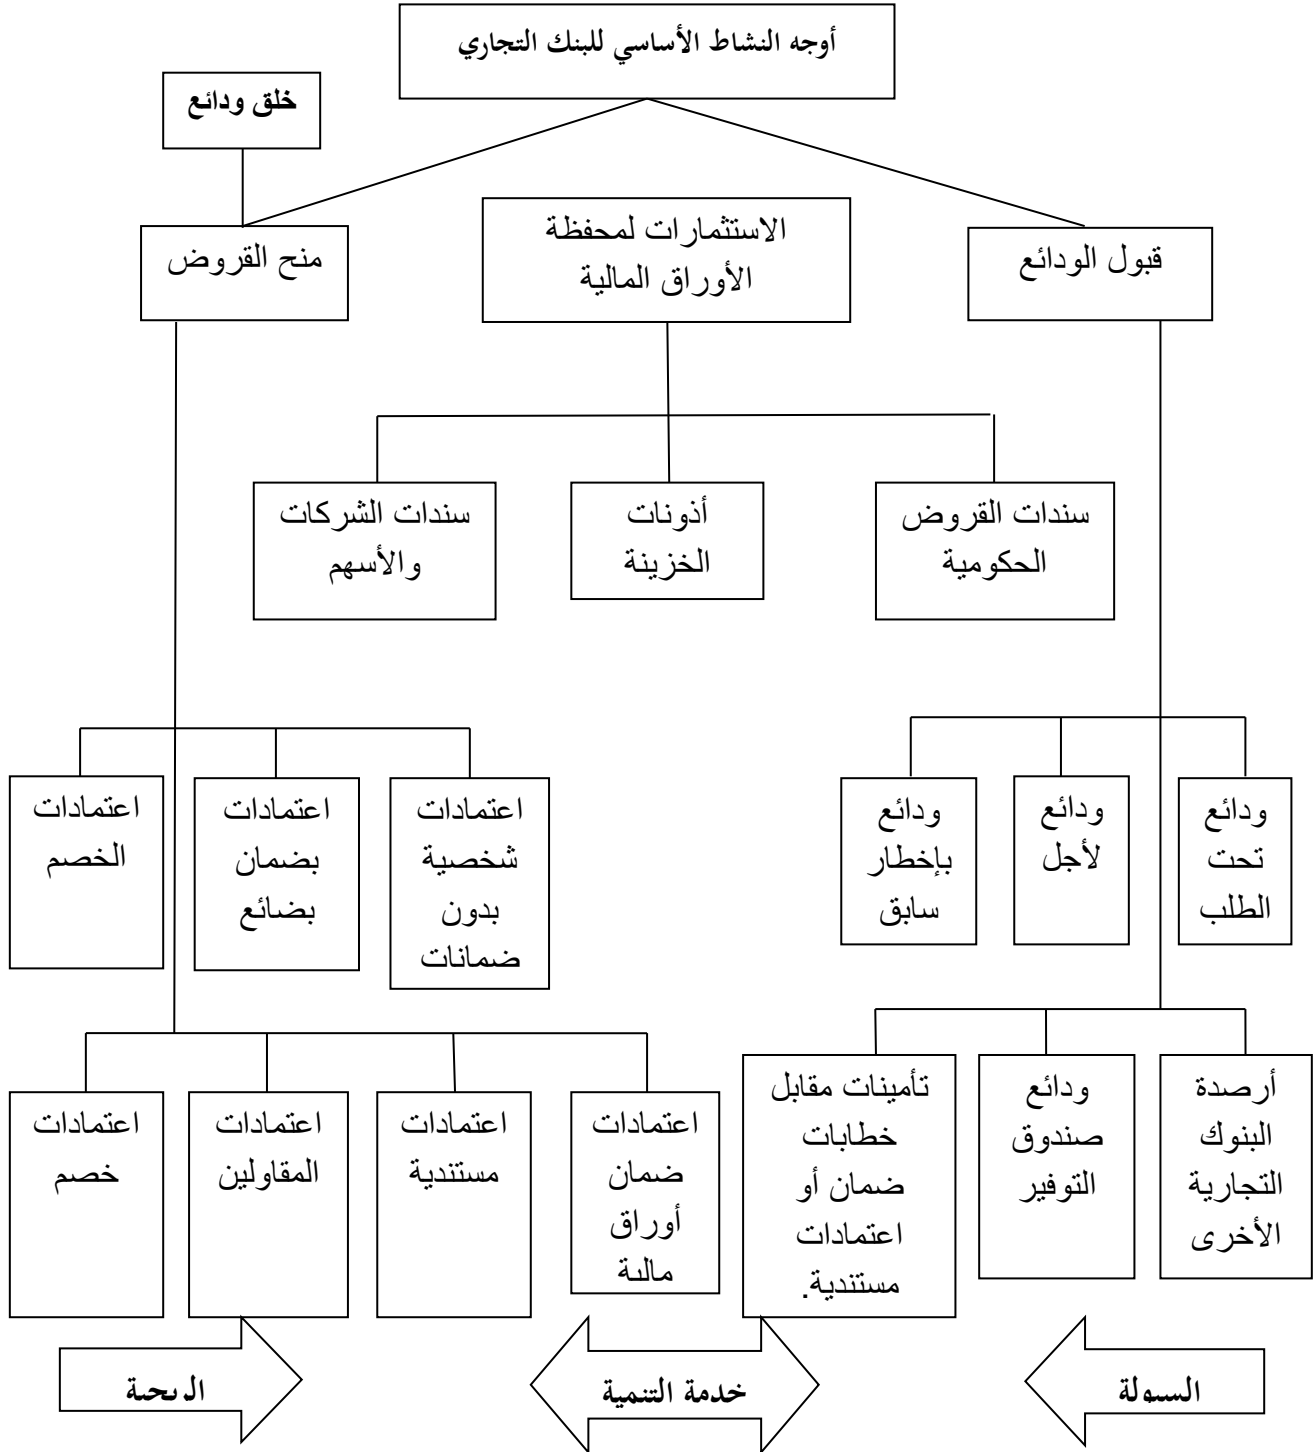 أوجه النشاط الأساسي للبنك التجاري
خلق ودائع
قبول الودائع
الاستثمارات لمحفظة
الأوراق المالية
منح القروض
سندات القروض
الحكومية
أذونات
الخزينة
سندات الشركات
والأسهم
ودائع
تحت
الطلب
ودائع
لأجل
ودائع
بإخطار
سابق
اعتمادات
شخصية
بدون
ضمانات
اعتمادات
بضمان
بضائع
اعتمادات
الخصم
أرصدة
البنوك
التجارية
الأخرى
ودائع
صندوق
التوفير
تأمينات مقابل
خطابات
ضمان أو
اعتمادات
مستندية.
اعتمادات
ضمان
أوراق
مالية
اعتمادات
مستندية
اعتمادات
المقاولين
اعتمادات
خصم
السيولة
خدمة التنمية
الربحية